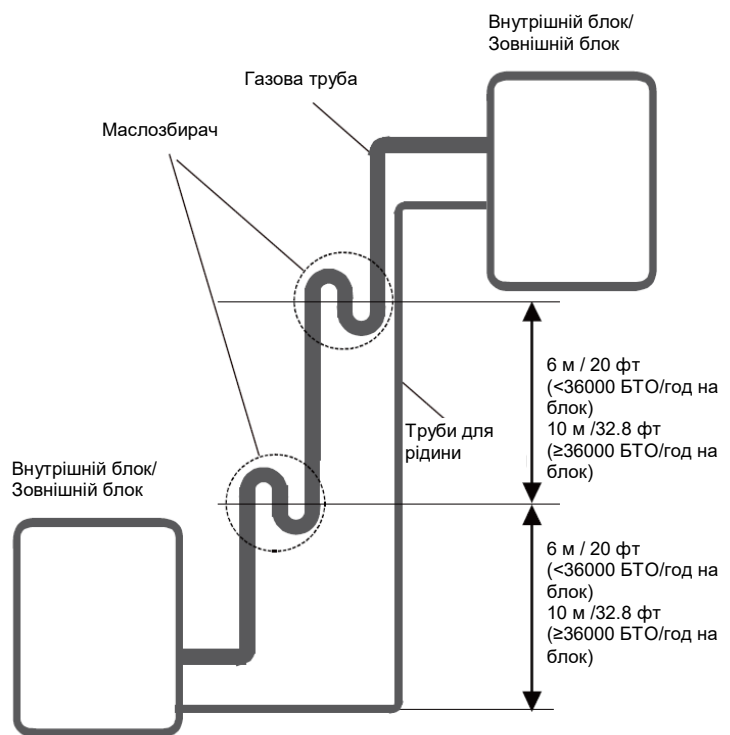 Внутрішній блок/
Зовнішній блок
Газова труба
Маслозбирач
6 м / 20 фт
(<36000 БТО/год на
блок)
10 м /32.8 фт
(≥36000 БТО/год на
блок)
Труби для
рідини
Внутрішній блок/
Зовнішній блок
6 м / 20 фт
(<36000 БТО/год на
блок)
10 м /32.8 фт
(≥36000 БТО/год на
блок)